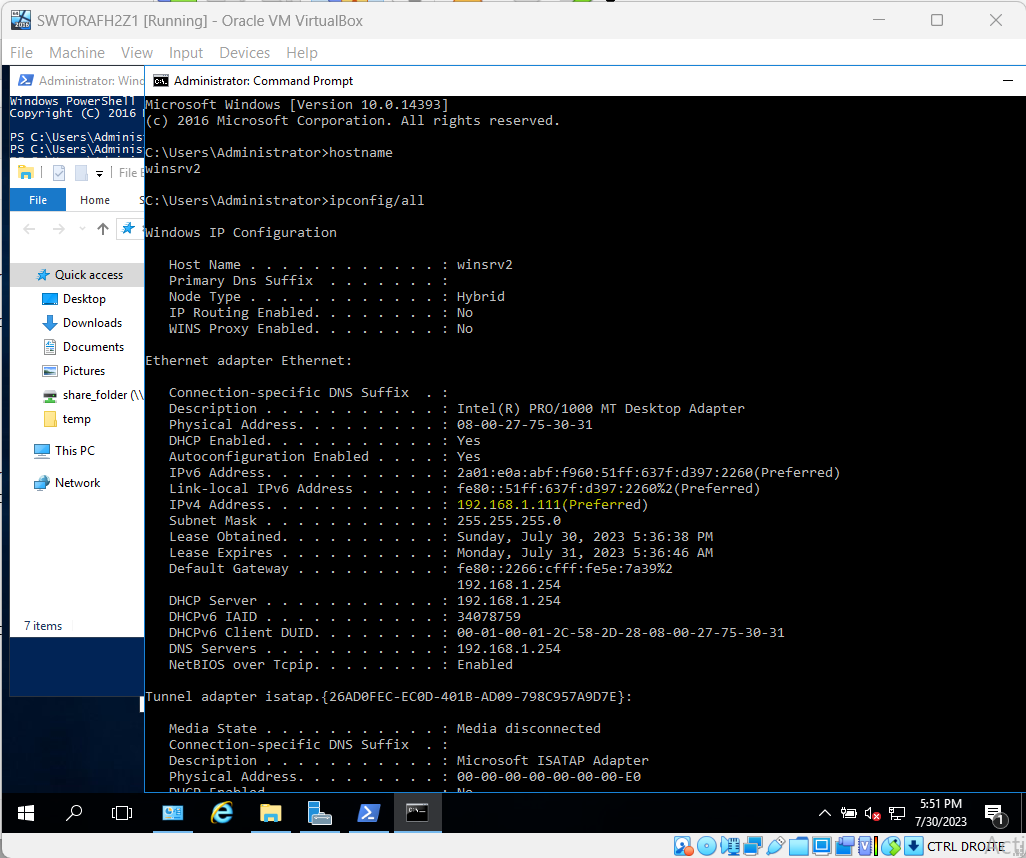 SWTORAFH2Z1 [Running] - Oracle VM VirtualBox
File Machine View Input Devices Help
Administrator: Wind
Windows PowerShell
Copyright (C) 2016
PS C:\Users\Adminis
PS C:\Users\Adminis
File
File Home
Quick access
Desktop
Downloads
Documents
Pictures
share_folder (\\
temp
This PC
Network
7 items
Administrator: Command Prompt
Microsoft Windows [Version 10.0.14393]
(c) 2016 Microsoft Corporation. All rights reserved.
C:\Users\Administrator>hostname
winsrv2
C:\Users\Administrator>ipconfig/all
Windows IP Configuration
Host Name . . . . . . . . . . . . : winsrv2
Primary Dns Suffix  . . . . . . . :
Node Type . . . . . . . . . . . . : Hybrid
IP Routing Enabled. . . . . . . . : No
WINS Proxy Enabled. . . . . . . . : No
Ethernet adapter Ethernet:
Connection-specific DNS Suffix  . :
Description . . . . . . . . . . . : Intel(R) PRO/1000 MT Desktop Adapter
Physical Address. . . . . . . . . : 08-00-27-75-30-31
DHCP Enabled. . . . . . . . . . . : Yes
Autoconfiguration Enabled . . . . : Yes
IPv6 Address. . . . . . . . . . . : 2a01:e0a:abf:f960:51ff:637f:d397:2260(Preferred)
Link-local IPv6 Address . . . . . : fe80::51ff:637f:d397:2260%2(Preferred)
IPv4 Address. . . . . . . . . . . : 192.168.1.111(Preferred)
Subnet Mask . . . . . . . . . . . : 255.255.255.0
Lease Obtained. . . . . . . . . . : Sunday, July 30, 2023 5:36:38 PM
Lease Expires . . . . . . . . . . : Monday, July 31, 2023 5:36:46 AM
Default Gateway . . . . . . . . . : fe80::2266:cfff:fe5e:7a39%2
192.168.1.254
DHCP Server . . . . . . . . . . . : 192.168.1.254
DHCPv6 IAID . . . . . . . . . . . : 34078759
DHCPv6 Client DUID. . . . . . . . : 00-01-00-01-2C-58-2D-28-08-00-27-75-30-31
DNS Servers . . . . . . . . . . . : 192.168.1.254
NetBIOS over Tcpip. . . . . . . . : Enabled
Tunnel adapter isatap.{26AD0FEC-EC0D-401B-AD09-798C957A9D7E}:
Media State . . . . . . . . . . . : Media disconnected
Connection-specific DNS Suffix  . :
Description . . . . . . . . . . . : Microsoft ISATAP Adapter
Physical Address. . . . . . . . . : 00-00-00-00-00-00-00-E0
DHCP Enabled. . . . . . . . . . . : No
5:51 PM
7/30/2023
1
CTRL DROITE